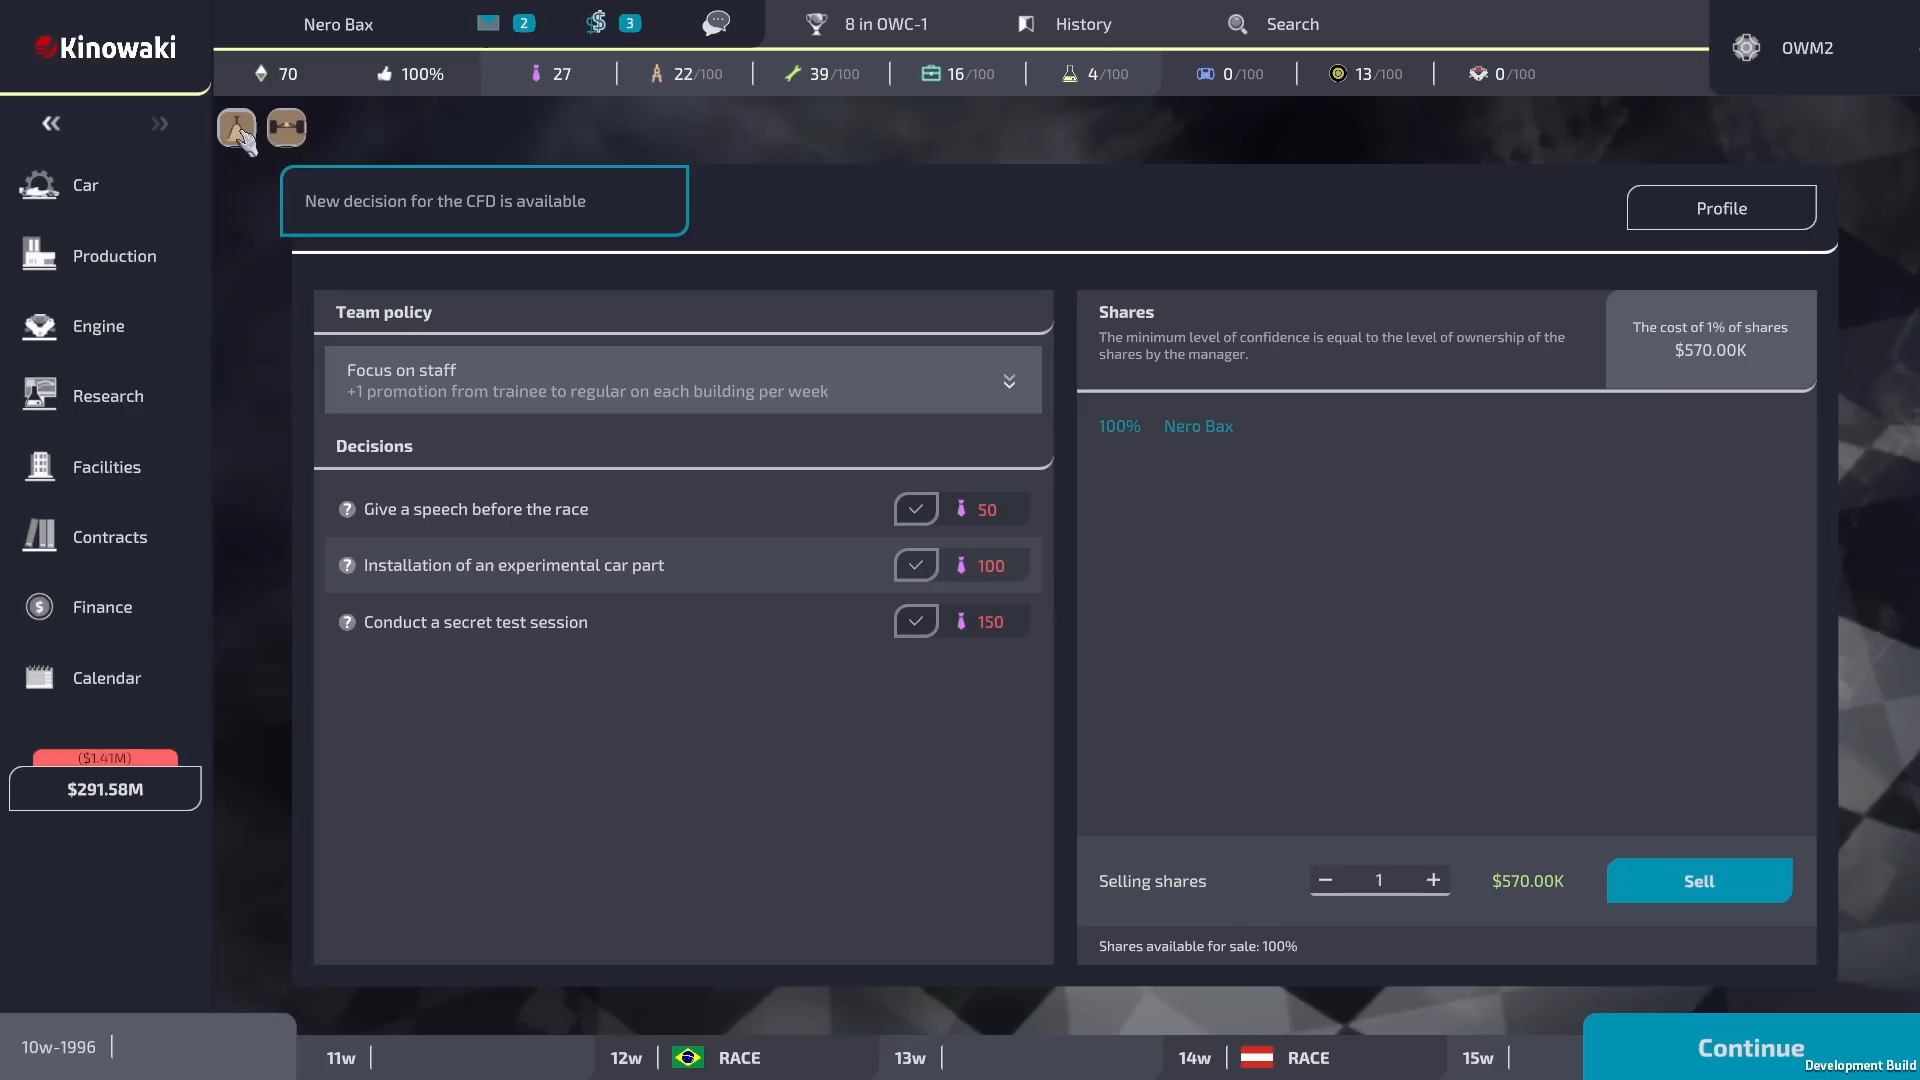 Kinowaki
Nero Bax
2
3
8 in OWC-1
History
Search
OWM2
70
100%
27
22/100
39/100
16/100
4/100
0/100
13/100
0/100
Car
Production
Engine
Research
Facilities
Contracts
Finance
Calendar
($1.41M)
$291.58M
New decision for the CFD is available
Profile
Team policy
Focus on staff
+1 promotion from trainee to regular on each building per week
Decisions
? Give a speech before the race
50
? Installation of an experimental car part
100
? Conduct a secret test session
150
Shares
The minimum level of confidence is equal to the level of ownership of the
shares by the manager.
The cost of 1% of shares
$570.00K
100% Nero Bax
Selling shares
− 1 +
$570.00K
Sell
Shares available for sale: 100%
10w-1996
11w
12w RACE
13w
14w RACE
15w
Continue
Development Build